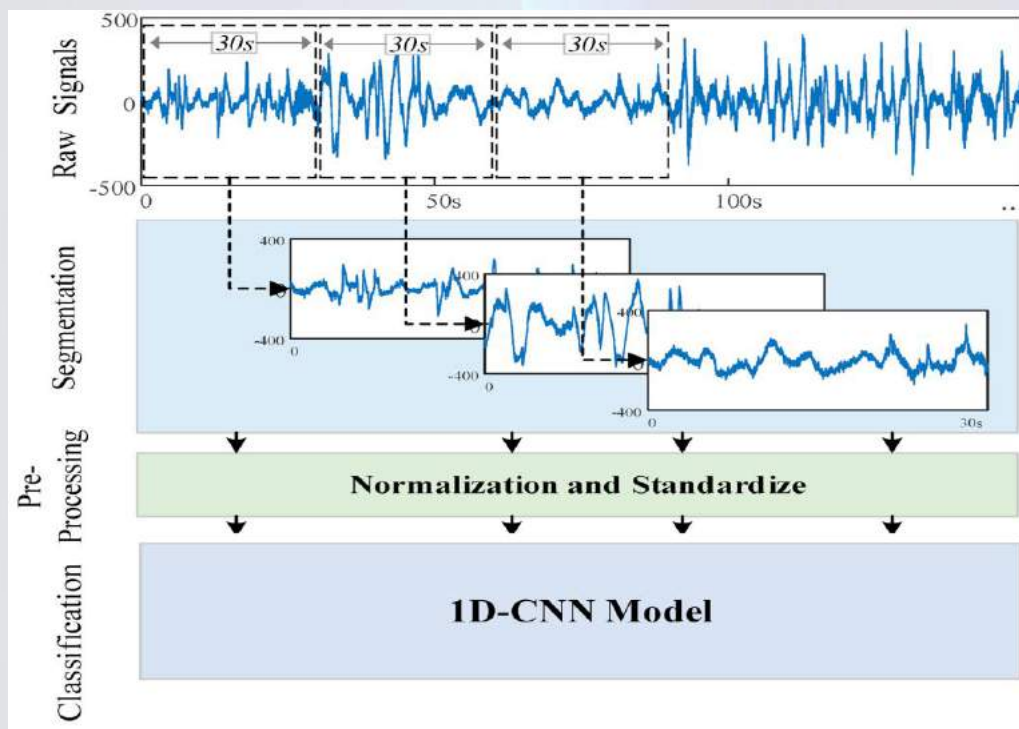 Raw Signals
500
0
-500
30s
30s
30s
0
50s
100s
..
Segmentation
400
-400
0
400
0
-400
0
400
0
-400
0
30s
Pre-
Processing
Normalization and Standardize
Classification
1D-CNN Model